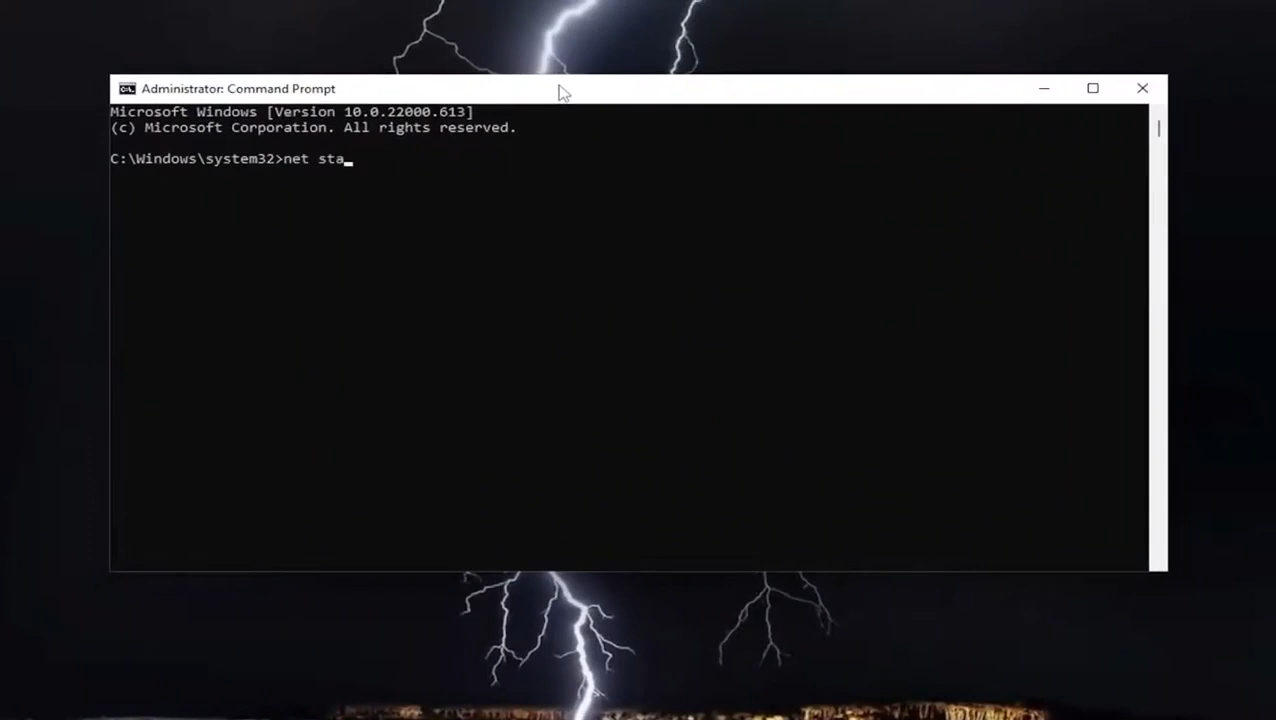 Administrator: Command Prompt
Microsoft Windows [Version 10.0.22000.613]
(c) Microsoft Corporation. All rights reserved.
C:\Windows\system32>net sta